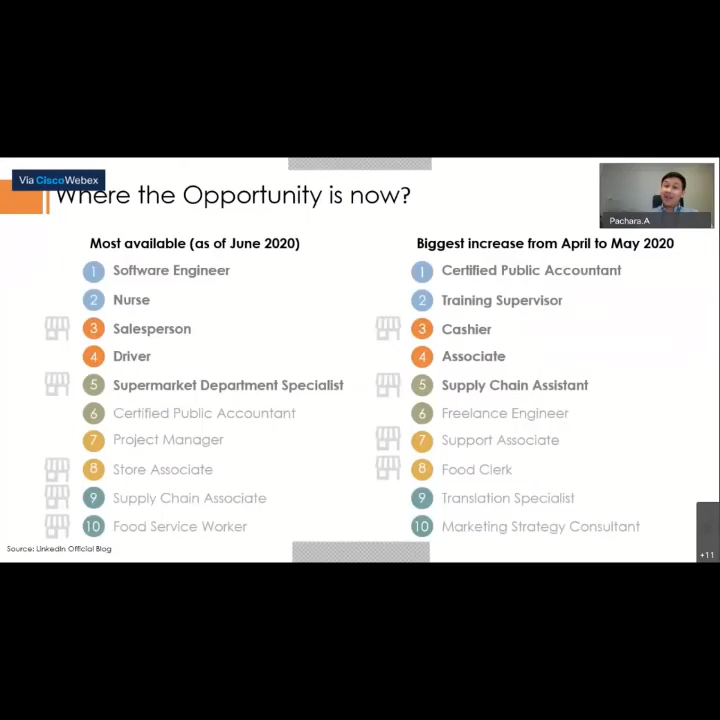 Via CiscoWebex
Where the Opportunity is now?
Pachara.A
Most available (as of June 2020)
1 Software Engineer
2 Nurse
3 Salesperson
4 Driver
5 Supermarket Department Specialist
6 Certified Public Accountant
7 Project Manager
8 Store Associate
9 Supply Chain Associate
10 Food Service Worker
Biggest increase from April to May 2020
1 Certified Public Accountant
2 Training Supervisor
3 Cashier
4 Associate
5 Supply Chain Assistant
6 Freelance Engineer
7 Support Associate
8 Food Clerk
9 Translation Specialist
10 Marketing Strategy Consultant
Source: LinkedIn Official Blog
+11